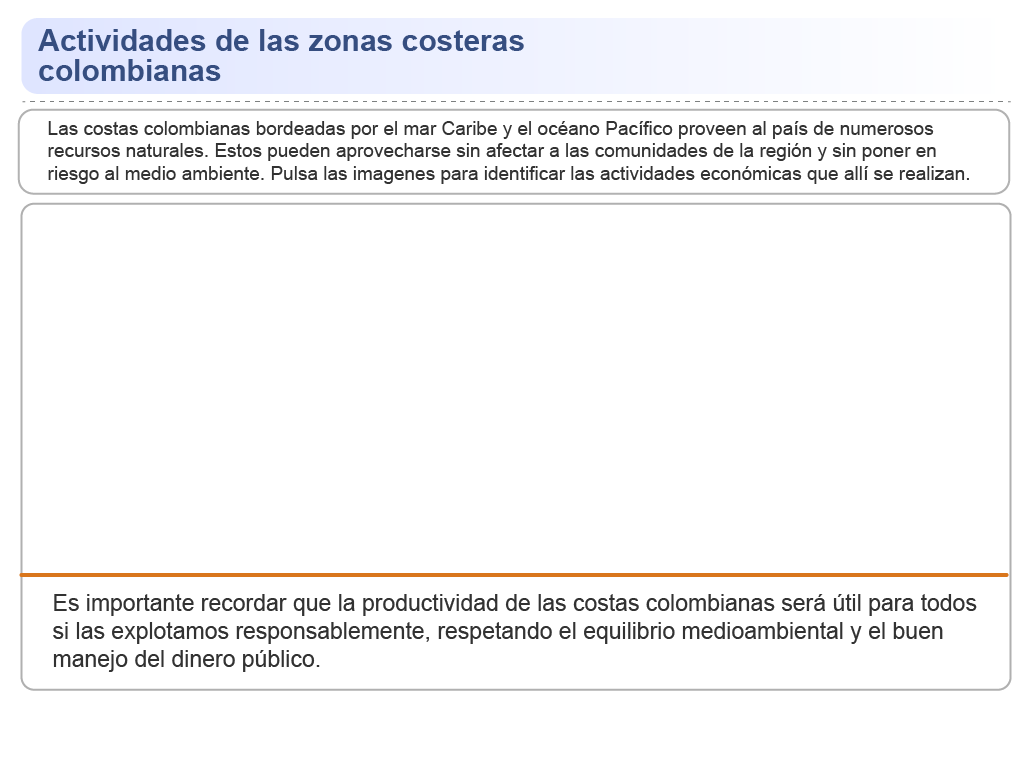 Actividades de las zonas costeras
colombianas
Las costas colombianas bordeadas por el mar Caribe y el océano Pacífico proveen al país de numerosos
recursos naturales. Estos pueden aprovecharse sin afectar a las comunidades de la región y sin poner en
riesgo al medio ambiente. Pulsa las imagenes para identificar las actividades económicas que allí se realizan.
Es importante recordar que la productividad de las costas colombianas será útil para todos
si las explotamos responsablemente, respetando el equilibrio medioambiental y el buen
manejo del dinero público.